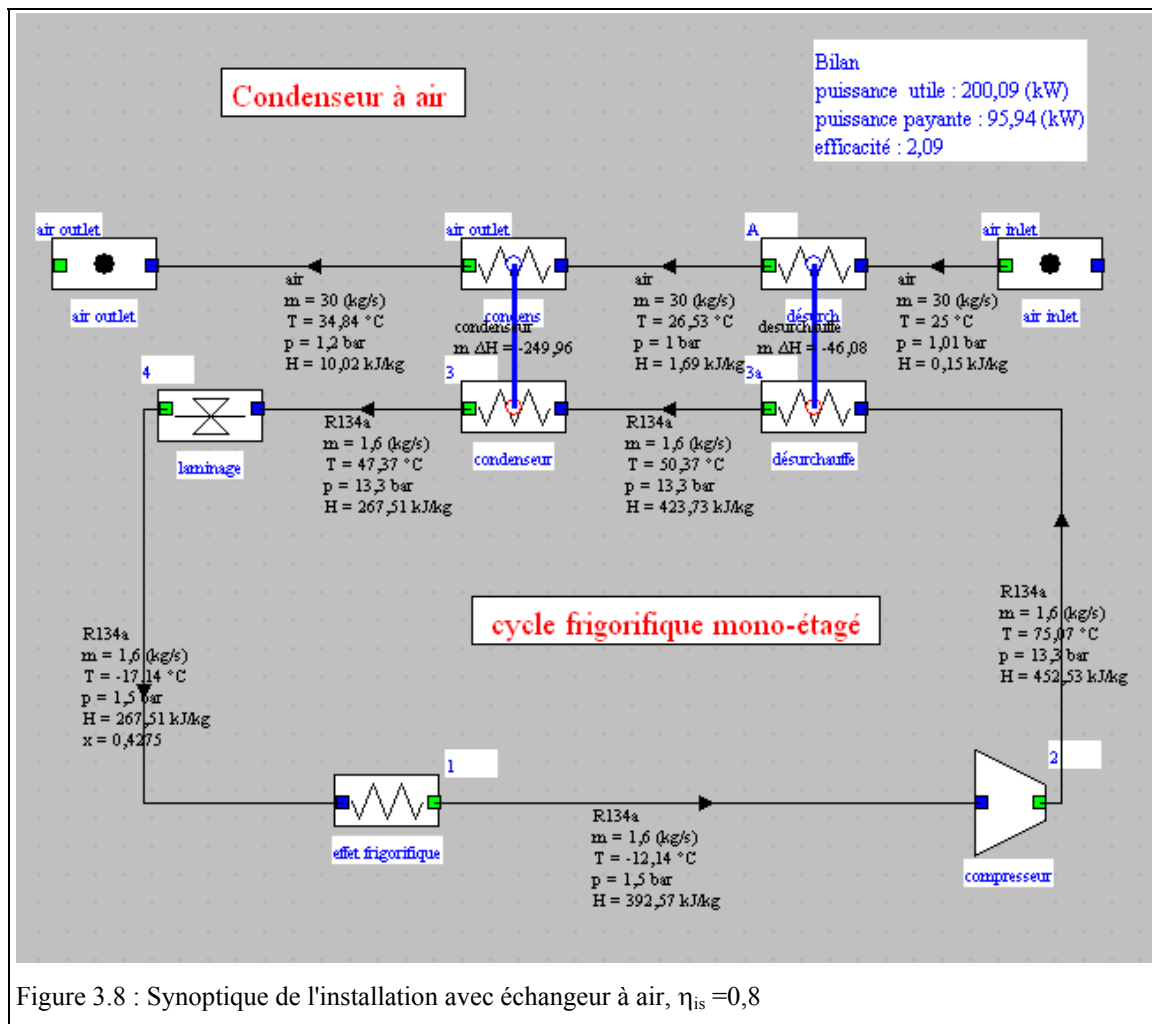 Condenseur à air
Bilan
puissance utile : 200,09 (kW)
puissance payante : 95,94 (kW)
efficacité : 2,09
air outlet
air outlet
A
air inlet
air outlet
condens
désurch
air inlet
air
m = 30 (kg/s)
T = 34,84 °C
p = 1,2 bar
H = 10,02 kJ/kg
air
m = 30 (kg/s)
T = 26,53 °C
p = 1 bar
H = 1,69 kJ/kg
air
m = 30 (kg/s)
T = 25 °C
p = 1,01 bar
H = 0,15 kJ/kg
condenseur
m ΔH = -249,96
desurchauffe
m ΔH = -46,08
4
3
3a
laminage
condenseur
désurchauffe
R134a
m = 1,6 (kg/s)
T = 47,37 °C
p = 13,3 bar
H = 267,51 kJ/kg
R134a
m = 1,6 (kg/s)
T = 50,37 °C
p = 13,3 bar
H = 423,73 kJ/kg
cycle frigorifique mono-étagé
R134a
m = 1,6 (kg/s)
T = 75,07 °C
p = 13,3 bar
H = 452,53 kJ/kg
R134a
m = 1,6 (kg/s)
T = -17,14 °C
p = 1,5 bar
H = 267,51 kJ/kg
x = 0,4275
1
2
effet frigorifique
compresseur
R134a
m = 1,6 (kg/s)
T = -12,14 °C
p = 1,5 bar
H = 392,57 kJ/kg
Figure 3.8 : Synoptique de l'installation avec échangeur à air, ηis =0,8